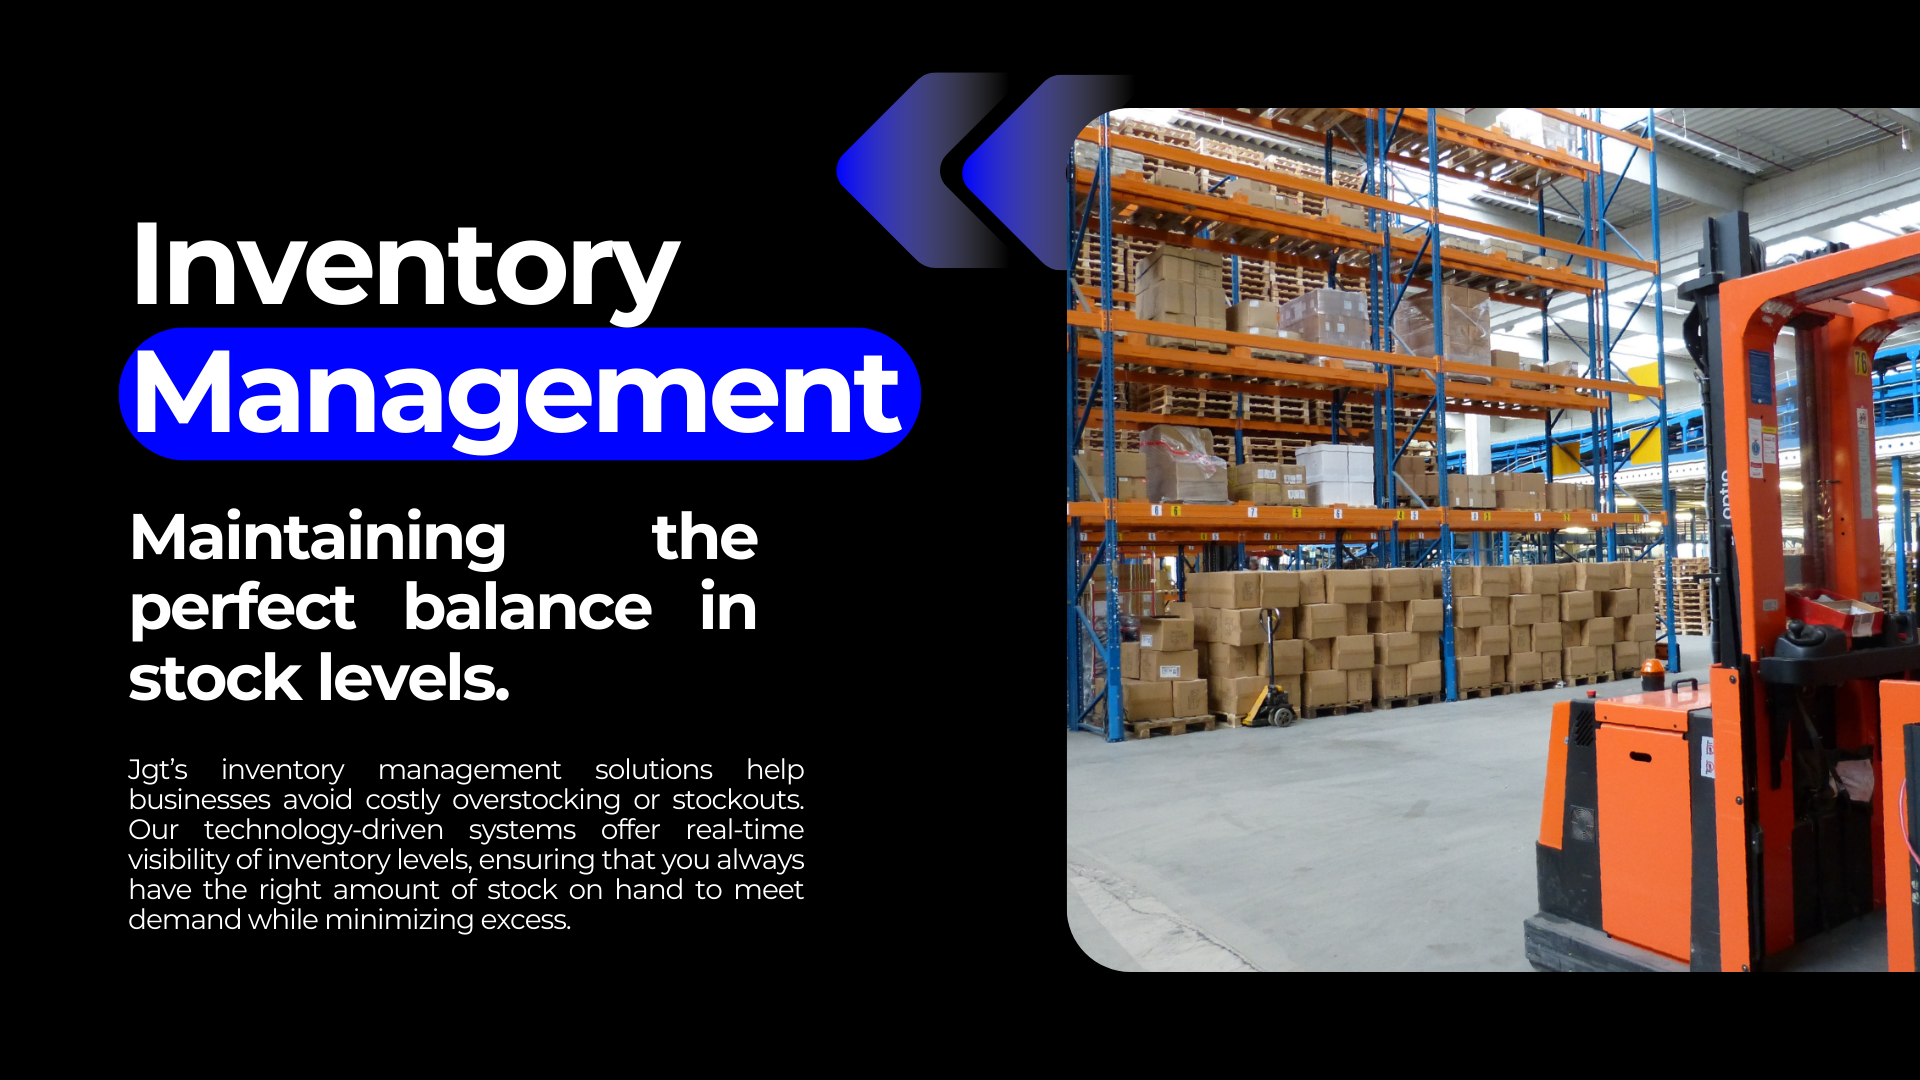 Inventory
Management
Maintaining the
perfect balance in
stock levels.
Jgt’s inventory management solutions help
businesses avoid costly overstocking or stockouts.
Our technology-driven systems offer real-time
visibility of inventory levels, ensuring that you always
have the right amount of stock on hand to meet
demand while minimizing excess.
76